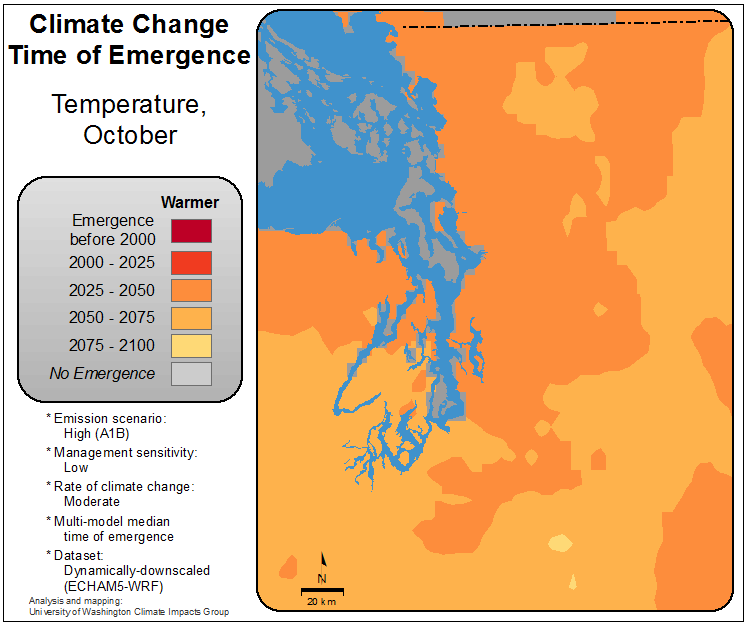 Climate Change
Time of Emergence
Temperature,
October
Warmer
Emergence
before 2000
2000 - 2025
2025 - 2050
2050 - 2075
2075 - 2100
No Emergence
* Emission scenario:
High (A1B)
* Management sensitivity:
Low
* Rate of climate change:
Moderate
* Multi-model median
time of emergence
* Dataset:
Dynamically-downscaled
(ECHAM5-WRF)
Analysis and mapping:
University of Washington Climate Impacts Group
N
20 km